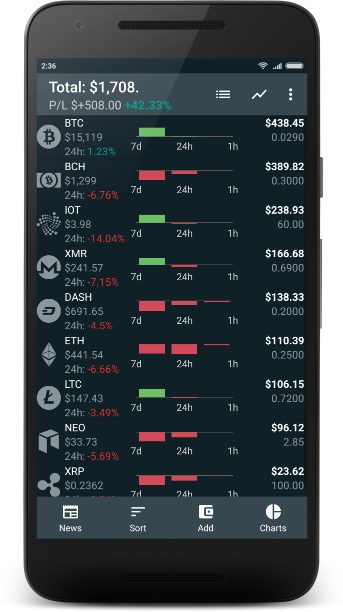 2:36
Total: $1,708.
P/L $+508.00 +42.33%
BTC $438.45
$15,119 0.0290
24h: 1.23% 7d 24h 1h
BCH $389.82
$1,299 0.3000
24h: -6.76% 7d 24h 1h
IOT $238.93
$3.98 60.00
24h: -14.04% 7d 24h 1h
XMR $166.68
$241.57 0.6900
24h: -7.15% 7d 24h 1h
DASH $138.33
$691.65 0.2000
24h: -4.5% 7d 24h 1h
ETH $110.39
$441.54 0.2500
24h: -6.66% 7d 24h 1h
LTC $106.15
$147.43 0.7200
24h: -3.49% 7d 24h 1h
NEO $96.12
$33.73 2.85
24h: -5.69% 7d 24h 1h
XRP $23.62
$0.2362 100.00
7d 24h 1h
News Sort Add Charts